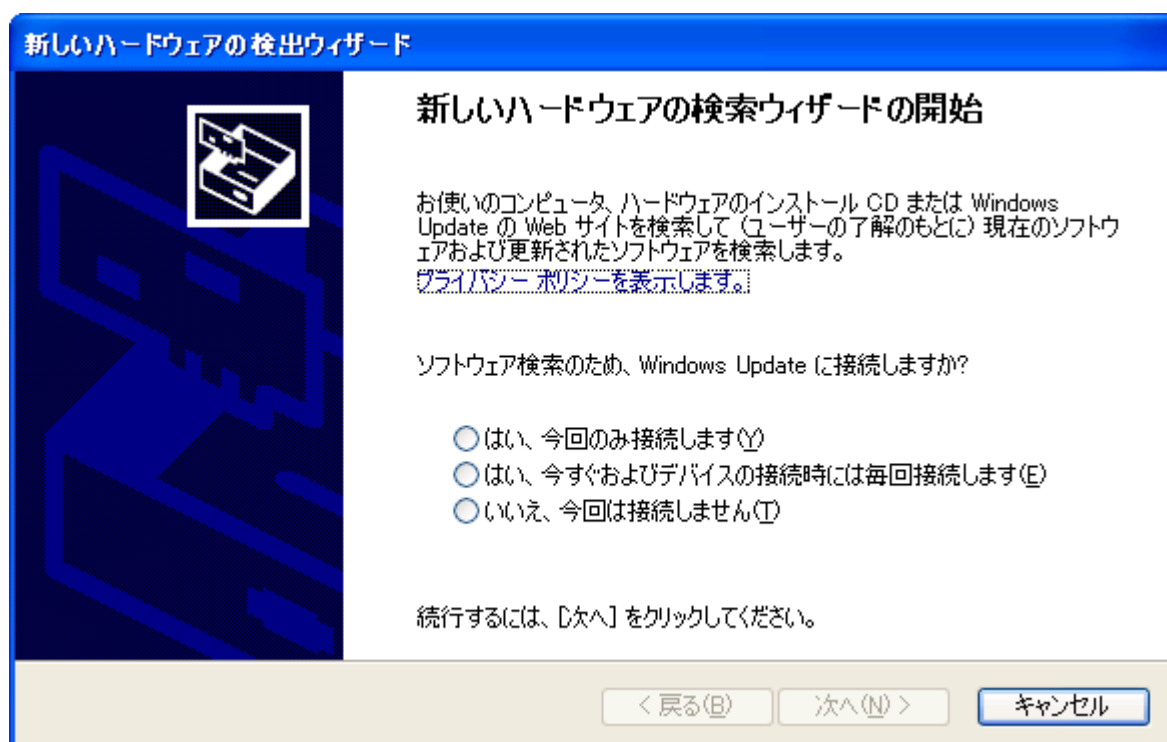 新しいハードウェアの検出ウィザード
新しいハードウェアの検索ウィザードの開始
お使いのコンピュータ、ハードウェアのインストール CD または Windows
Update の Web サイトを検索して (ユーザーの了解のもとに) 現在のソフトウ
ェアおよび更新されたソフトウェアを検索します。
プライバシー ポリシーを表示します。
ソフトウェア検索のため、Windows Update に接続しますか?
はい、今回のみ接続します(Y)
はい、今すぐおよびデバイスの接続時には毎回接続します(E)
いいえ、今回は接続しません(T)
続行するには、[次へ] をクリックしてください。
< 戻る(B) 次へ(N) > キャンセル